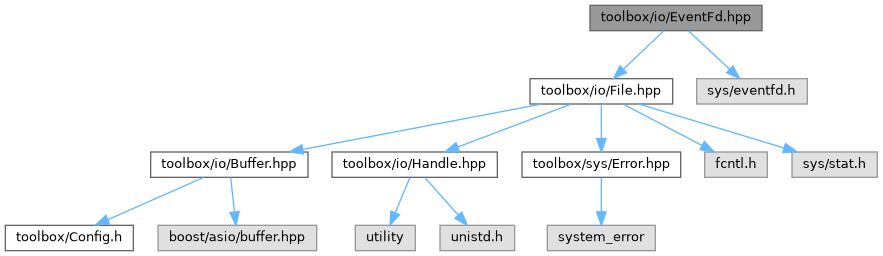 toolbox/io/EventFd.hpp
toolbox/io/File.hpp
sys/eventfd.h
toolbox/io/Buffer.hpp
toolbox/io/Handle.hpp
toolbox/sys/Error.hpp
fcntl.h
sys/stat.h
toolbox/Config.h
boost/asio/buffer.hpp
utility
unistd.h
system_error